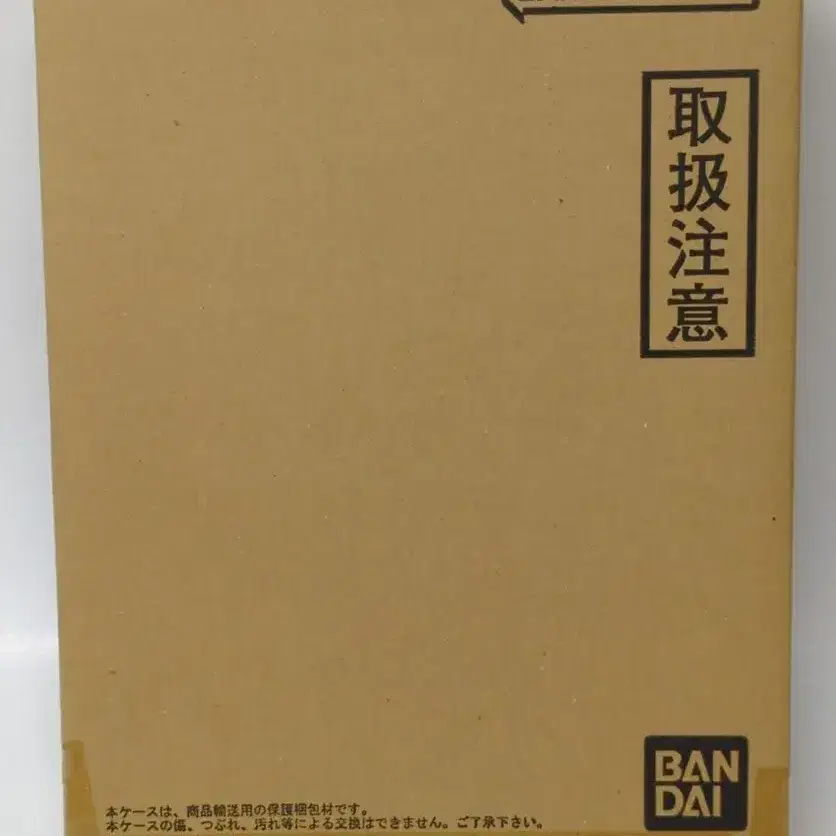 取扱注意
BAN
DAI
本ケースは、商品輸送用の保護梱包材です。
本ケースの傷、つぶれ、汚れ等による交換はできません。ご了承下さい。